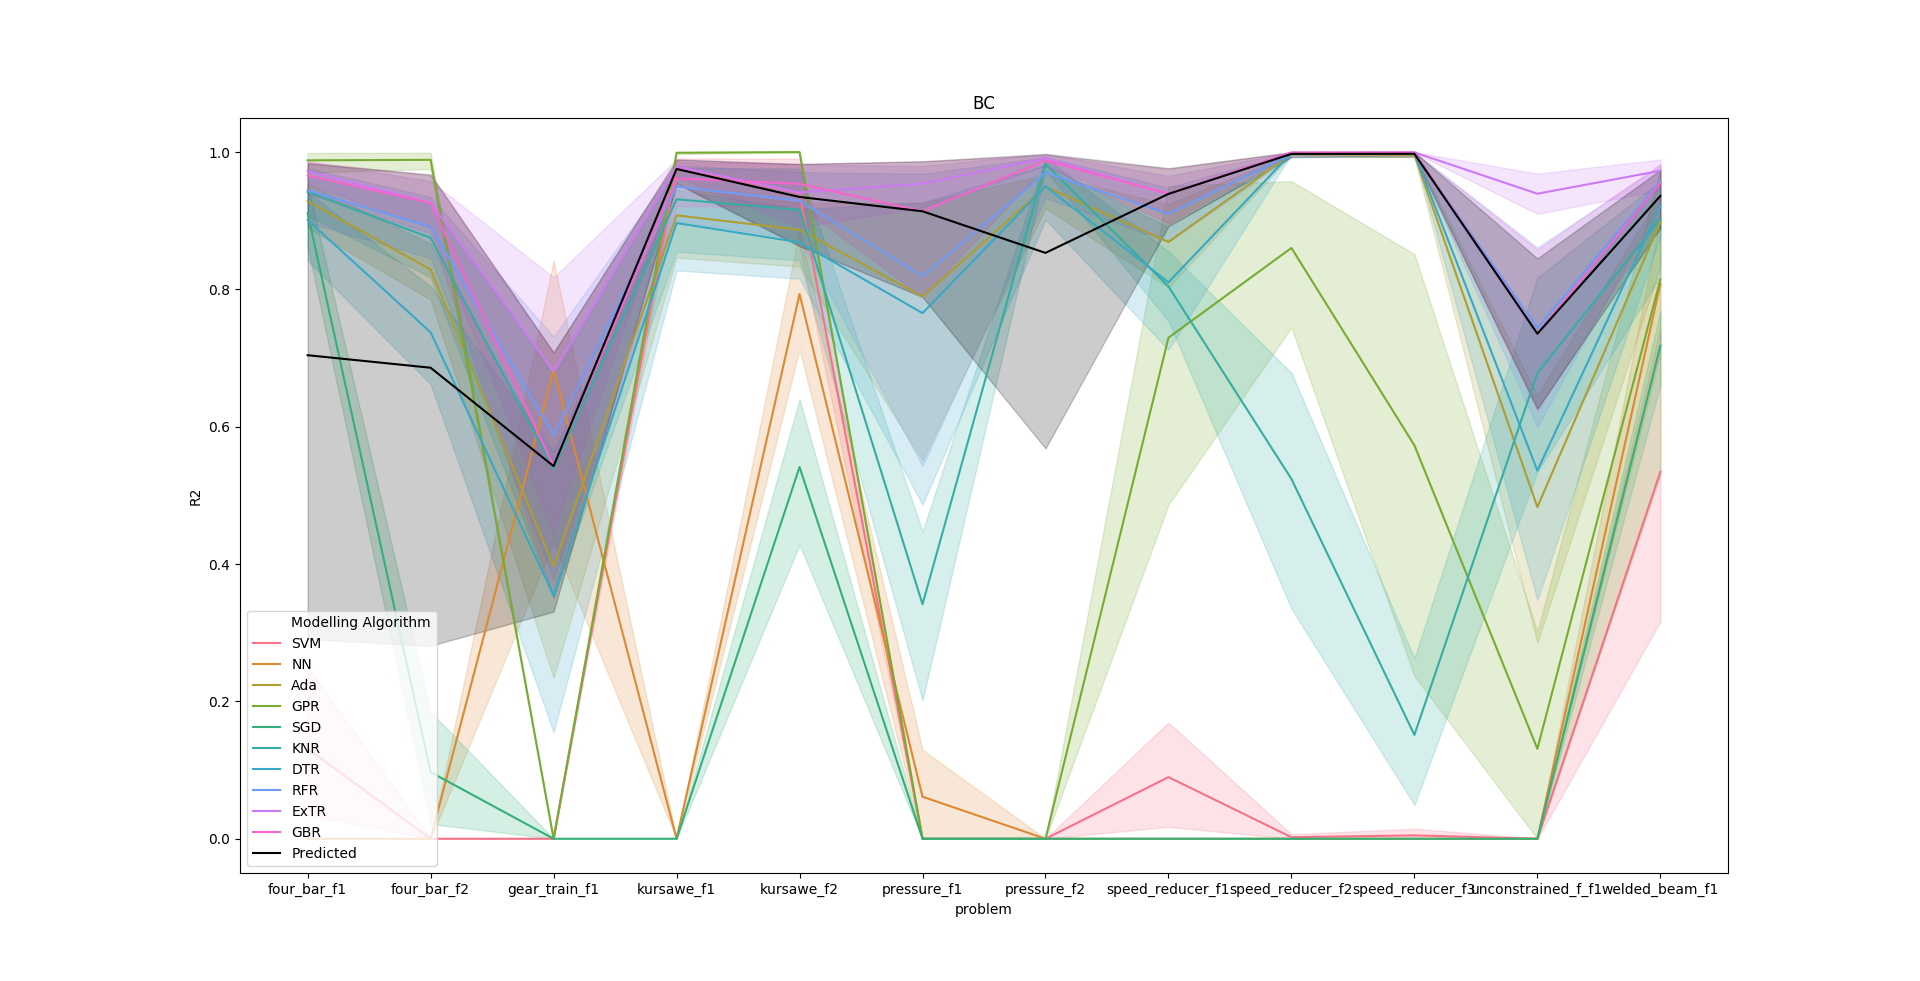 BC
1.0
0.8
0.6
0.4
0.2
0.0
R2
Modelling Algorithm
SVM
NN
Ada
GPR
SGD
KNR
DTR
RFR
ExTR
GBR
Predicted
four_bar_f1 four_bar_f2 gear_train_f1 kursawe_f1 kursawe_f2 pressure_f1 pressure_f2 speed_reducer_f1 speed_reducer_f2 speed_reducer_f3 unconstrained_f_f1 welded_beam_f1
problem